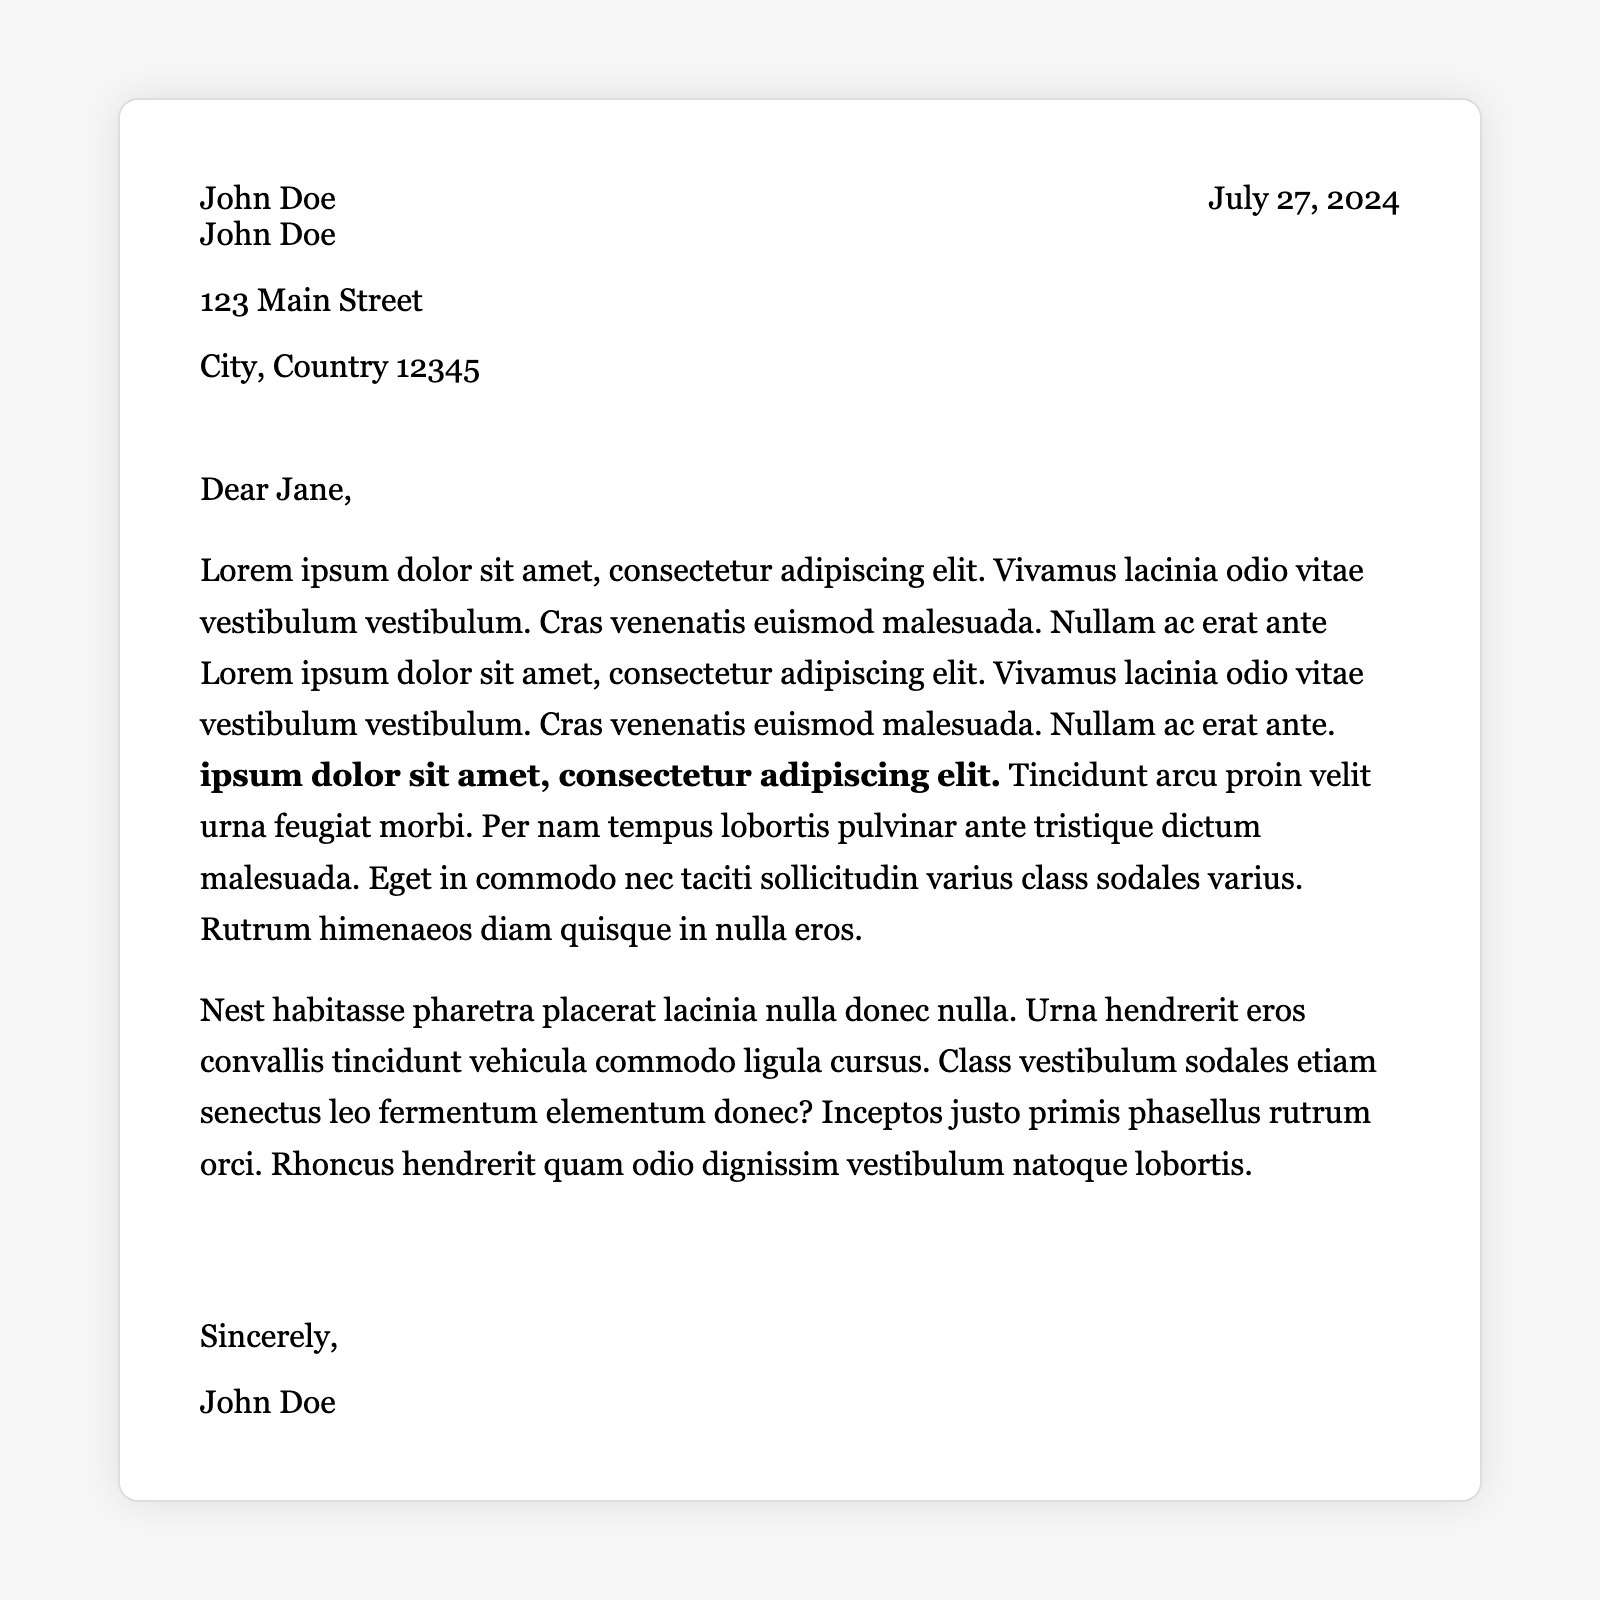 John Doe
July 27, 2024
John Doe
123 Main Street
City, Country 12345
Dear Jane,
Lorem ipsum dolor sit amet, consectetur adipiscing elit. Vivamus lacinia odio vitae
vestibulum vestibulum. Cras venenatis euismod malesuada. Nullam ac erat ante
Lorem ipsum dolor sit amet, consectetur adipiscing elit. Vivamus lacinia odio vitae
vestibulum vestibulum. Cras venenatis euismod malesuada. Nullam ac erat ante.
ipsum dolor sit amet, consectetur adipiscing elit. Tincidunt arcu proin velit
urna feugiat morbi. Per nam tempus lobortis pulvinar ante tristique dictum
malesuada. Eget in commodo nec taciti sollicitudin varius class sodales varius.
Rutrum himenaeos diam quisque in nulla eros.
Nest habitasse pharetra placerat lacinia nulla donec nulla. Urna hendrerit eros
convallis tincidunt vehicula commodo ligula cursus. Class vestibulum sodales etiam
senectus leo fermentum elementum donec? Inceptos justo primis phasellus rutrum
orci. Rhoncus hendrerit quam odio dignissim vestibulum natoque lobortis.
Sincerely,
John Doe